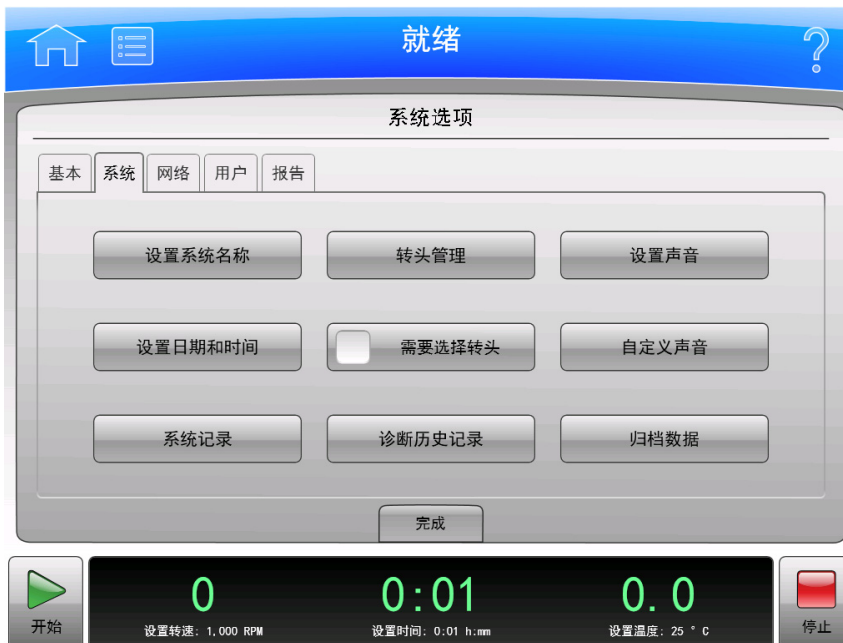 就绪
系统选项
基本 系统 网络 用户 报告
设置系统名称 转头管理 设置声音
设置日期和时间 需要选择转头 自定义声音
系统记录 诊断历史记录 归档数据
完成
0 0:01 0.0
开始 设置转速: 1,000 RPM 设置时间: 0:01 h:mm 设置温度: 25 ° C 停止